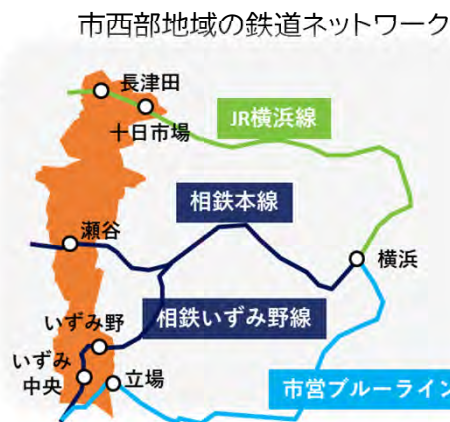 市西部地域の鉄道ネットワーク
長津田
十日市場
JR横浜線
相鉄本線
瀬谷
横浜
いずみ野
相鉄いずみ野線
いずみ
中央
立場
市営ブルーライン